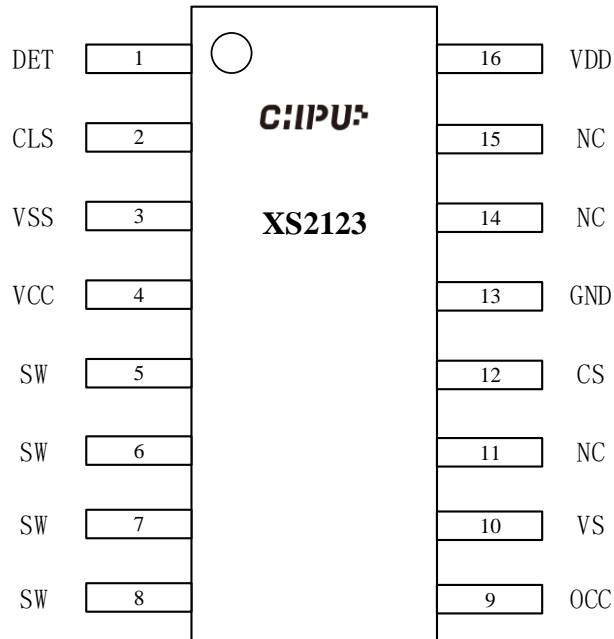 DET 1 16 VDD
CHIPUP
CLS 2 15 NC
VSS 3 XS2123 14 NC
VCC 4 13 GND
SW 5 12 CS
SW 6 11 NC
SW 7 10 VS
SW 8 9 OCC